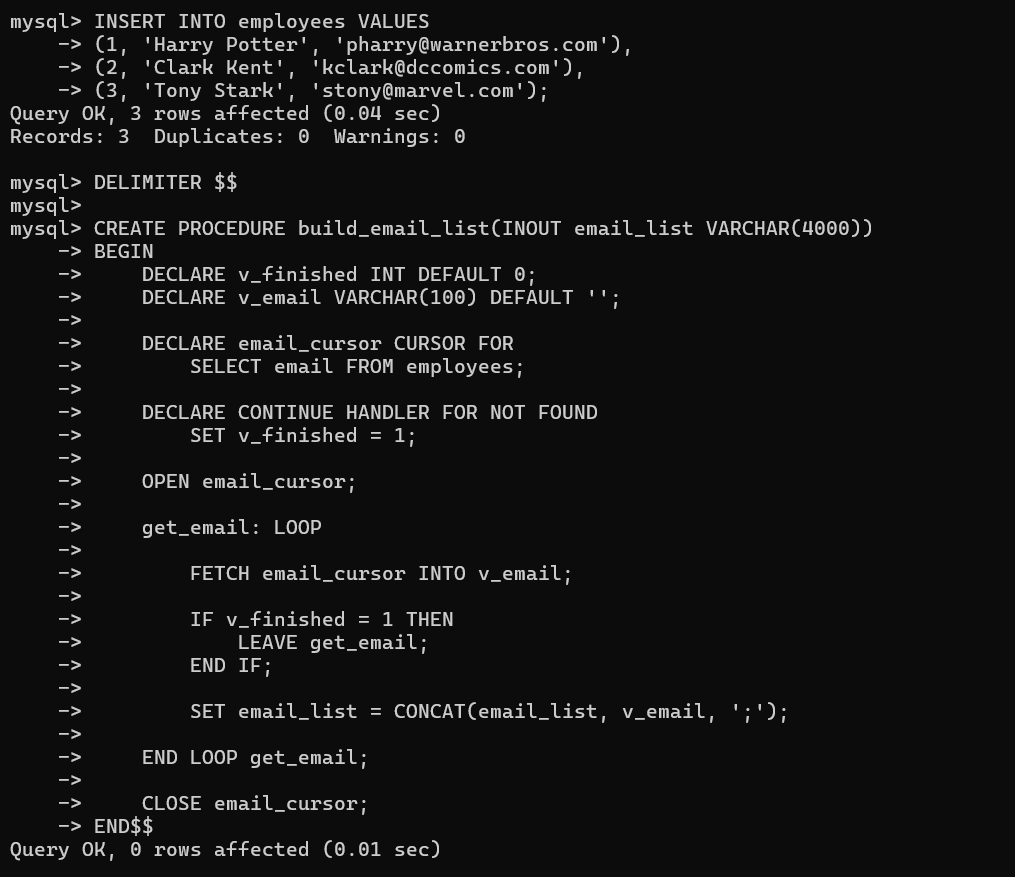 mysql> INSERT INTO employees VALUES
    -> (1, 'Harry Potter', 'pharry@warnerbros.com'),
    -> (2, 'Clark Kent', 'kclark@dccomics.com'),
    -> (3, 'Tony Stark', 'stony@marvel.com');
Query OK, 3 rows affected (0.04 sec)
Records: 3  Duplicates: 0  Warnings: 0

mysql> DELIMITER $$
mysql>
mysql> CREATE PROCEDURE build_email_list(INOUT email_list VARCHAR(4000))
    -> BEGIN
    ->     DECLARE v_finished INT DEFAULT 0;
    ->     DECLARE v_email VARCHAR(100) DEFAULT '';
    ->
    ->     DECLARE email_cursor CURSOR FOR
    ->         SELECT email FROM employees;
    ->
    ->     DECLARE CONTINUE HANDLER FOR NOT FOUND
    ->         SET v_finished = 1;
    ->
    ->     OPEN email_cursor;
    ->
    ->     get_email: LOOP
    ->
    ->         FETCH email_cursor INTO v_email;
    ->
    ->         IF v_finished = 1 THEN
    ->             LEAVE get_email;
    ->         END IF;
    ->
    ->         SET email_list = CONCAT(email_list, v_email, ';');
    ->
    ->     END LOOP get_email;
    ->
    ->     CLOSE email_cursor;
    -> END$$
Query OK, 0 rows affected (0.01 sec)